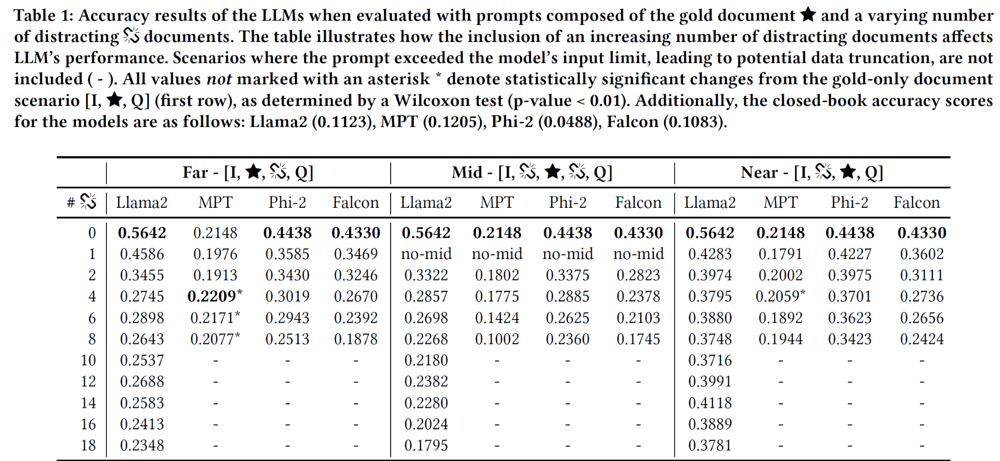 Table 1: Accuracy results of the LLMs when evaluated with prompts composed of the gold document ★ and a varying number
of distracting documents. The table illustrates how the inclusion of an increasing number of distracting documents affects
LLM's performance. Scenarios where the prompt exceeded the model's input limit, leading to potential data truncation, are not
included ( - ). All values not marked with an asterisk * denote statistically significant changes from the gold-only document
scenario [I, ★, Q] (first row), as determined by a Wilcoxon test (p-value < 0.01). Additionally, the closed-book accuracy scores
for the models are as follows: Llama2 (0.1123), MPT (0.1205), Phi-2 (0.0488), Falcon (0.1083).
Far - [I, ★, , Q] Mid - [I, , ★, , Q] Near - [I, , ★, Q]
# Llama2 MPT Phi-2 Falcon Llama2 MPT Phi-2 Falcon Llama2 MPT Phi-2 Falcon
0 0.5642 0.2148 0.4438 0.4330 0.5642 0.2148 0.4438 0.4330 0.5642 0.2148 0.4438 0.4330
1 0.4586 0.1976 0.3585 0.3469 no-mid no-mid no-mid no-mid 0.4283 0.1791 0.4227 0.3602
2 0.3455 0.1913 0.3430 0.3246 0.3322 0.1802 0.3375 0.2823 0.3974 0.2002 0.3975 0.3111
4 0.2745 0.2209* 0.3019 0.2670 0.2857 0.1775 0.2885 0.2378 0.3795 0.2059* 0.3701 0.2736
6 0.2898 0.2171* 0.2943 0.2392 0.2698 0.1424 0.2625 0.2103 0.3880 0.1892 0.3623 0.2656
8 0.2643 0.2077* 0.2513 0.1878 0.2268 0.1002 0.2360 0.1745 0.3748 0.1944 0.3423 0.2424
10 0.2537 - - - 0.2180 - - - 0.3716 - - -
12 0.2688 - - - 0.2382 - - - 0.3991 - - -
14 0.2583 - - - 0.2280 - - - 0.4118 - - -
16 0.2413 - - - 0.2024 - - - 0.3889 - - -
18 0.2348 - - - 0.1795 - - - 0.3781 - - -